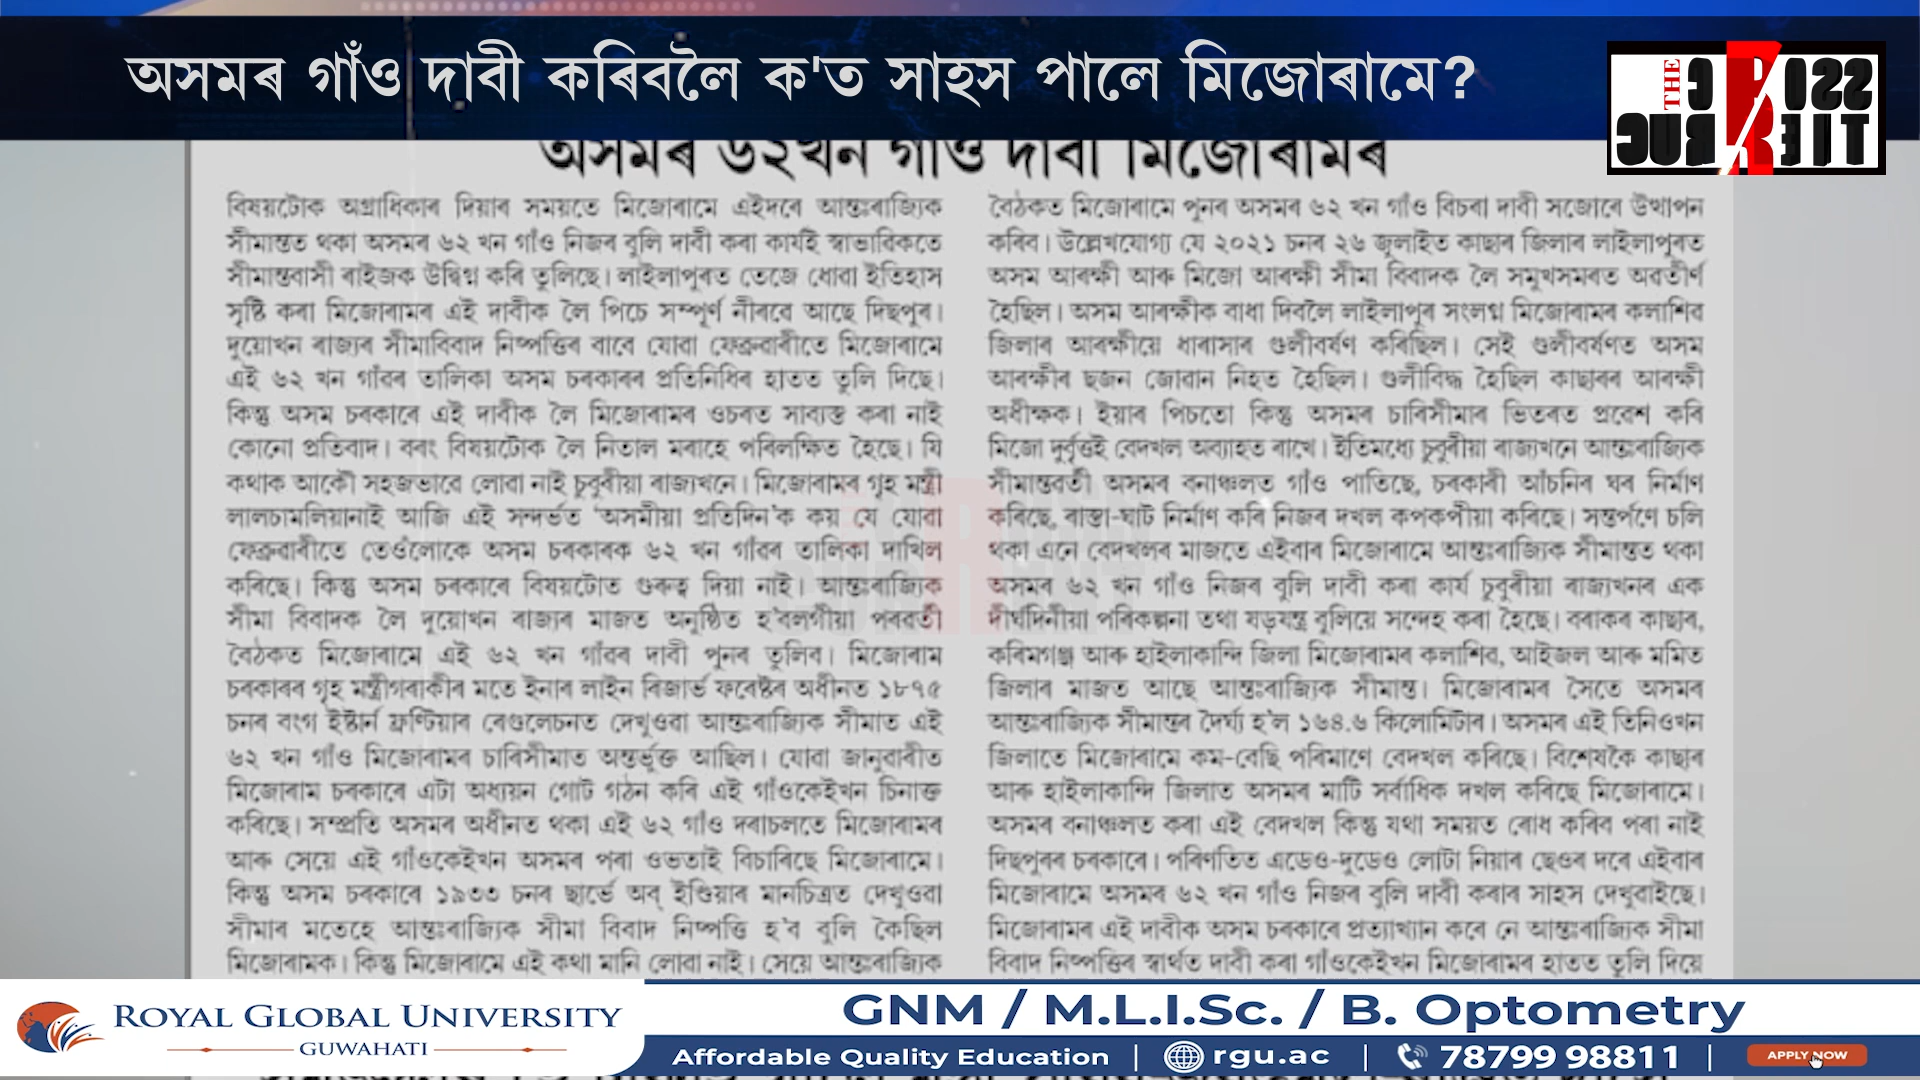 অসমৰ গাঁও দাবী কৰিবলৈ ক'ত সাহস পালে মিজোৰামে?
THE CROSS CURRENT
অসমৰ ৬২খন গাওঁ দাবী মিজোৰামৰ
বিষয়টোক অগ্ৰাধিকাৰ দিয়াৰ সময়তে মিজোৰামে এইদৰে আন্তঃৰাজ্যিক
সীমান্তত থকা অসমৰ ৬২ খন গাঁও নিজৰ বুলি দাবী কৰা কাৰ্যই স্বাভাবিকতে
সীমান্তবাসী ৰাইজক উদ্বিগ্ন কৰি তুলিছে। লাইলাপুৰত তেজে ধোৱা ইতিহাস
সৃষ্টি কৰা মিজোৰামৰ এই দাবীক লৈ পিচে সম্পূৰ্ণ নীৰৱে আছে দিছপুৰ।
দুয়োখন ৰাজ্যৰ সীমাবিবাদ নিষ্পত্তিৰ বাবে যোৱা ফেব্ৰুৱাৰীতে মিজোৰামে
এই ৬২ খন গাঁৱৰ তালিকা অসম চৰকাৰৰ প্ৰতিনিধিৰ হাতত তুলি দিছে।
কিন্তু অসম চৰকাৰে এই দাবীক লৈ মিজোৰামৰ ওচৰত সাব্যস্ত কৰা নাই
কোনো প্ৰতিবাদ। বৰং বিষয়টোক লৈ নিতাল মৰাহে পৰিলক্ষিত হৈছে। যি
কথাক আকৌ সহজভাৱে লোৱা নাই চুবুৰীয়া ৰাজ্যখনে। মিজোৰামৰ গৃহ মন্ত্ৰী
লালচামলিয়ানাই আজি এই সন্দৰ্ভত 'অসমীয়া প্ৰতিদিন'ক কয় যে যোৱা
ফেব্ৰুৱাৰীতে তেওঁলোকে অসম চৰকাৰক ৬২ খন গাঁৱৰ তালিকা দাখিল
কৰিছে। কিন্তু অসম চৰকাৰে বিষয়টোত গুৰুত্ব দিয়া নাই। আন্তঃৰাজ্যিক
সীমা বিবাদক লৈ দুয়োখন ৰাজ্যৰ মাজত অনুষ্ঠিত হ'বলগীয়া পৰৱৰ্তী
বৈঠকত মিজোৰামে এই ৬২ খন গাঁৱৰ দাবী পুনৰ তুলিব। মিজোৰাম
চৰকাৰৰ গৃহ মন্ত্ৰীগৰাকীৰ মতে ইনাৰ লাইন ৰিজাৰ্ভ ফৰেষ্টৰ অধীনত ১৮৭৫
চনৰ বংগ ইষ্টাৰ্ন ফ্ৰণ্টিয়াৰ ৰেগুলেচনত দেখুওৱা আন্তঃৰাজ্যিক সীমাত এই
৬২ খন গাঁও মিজোৰামৰ চাৰিসীমাত অন্তৰ্ভুক্ত আছিল। যোৱা জানুৱাৰীত
মিজোৰাম চৰকাৰে এটা অধ্যয়ন গোট গঠন কৰি এই গাঁওকেইখন চিনাক্ত
কৰিছে। সম্প্ৰতি অসমৰ অধীনত থকা এই ৬২ গাঁও দৰাচলতে মিজোৰামৰ
আৰু সেয়ে এই গাঁওকেইখন অসমৰ পৰা ওভতাই বিচাৰিছে মিজোৰামে।
কিন্তু অসম চৰকাৰে ১৯৩৩ চনৰ ছাৰ্ভে অব্ ইণ্ডিয়াৰ মানচিত্ৰত দেখুওৱা
সীমাৰ মতেহে আন্তঃৰাজ্যিক সীমা বিবাদ নিষ্পত্তি হ'ব বুলি কৈছিল
মিজোৰামক। কিন্তু মিজোৰামে এই কথা মানি লোৱা নাই। সেয়ে আন্তঃৰাজ্যিক
বৈঠকত মিজোৰামে পুনৰ অসমৰ ৬২ খন গাঁও বিচৰা দাবী সজোৰে উত্থাপন
কৰিব। উল্লেখযোগ্য যে ২০২১ চনৰ ২৬ জুলাইত কাছাৰ জিলাৰ লাইলাপুৰত
অসম আৰক্ষী আৰু মিজো আৰক্ষী সীমা বিবাদক লৈ সমুখসমৰত অৱতীৰ্ণ
হৈছিল। অসম আৰক্ষীক বাধা দিবলৈ লাইলাপুৰ সংলগ্ন মিজোৰামৰ কলাশিৱ
জিলাৰ আৰক্ষীয়ে ধাৰাসাৰ গুলীবৰ্ষণ কৰিছিল। সেই গুলীবৰ্ষণত অসম
আৰক্ষীৰ ছজন জোৱান নিহত হৈছিল। গুলীবিদ্ধ হৈছিল কাছাৰৰ আৰক্ষী
অধীক্ষক। ইয়াৰ পিচতো কিন্তু অসমৰ চাৰিসীমাৰ ভিতৰত প্ৰৱেশ কৰি
মিজো দুৰ্বৃত্তই বেদখল অব্যাহত ৰাখে। ইতিমধ্যে চুবুৰীয়া ৰাজ্যখনে আন্তঃৰাজ্যিক
সীমান্তৱৰ্তী অসমৰ বনাঞ্চলত গাঁও পাতিছে, চৰকাৰী আঁচনিৰ ঘৰ নিৰ্মাণ
কৰিছে, ৰাস্তা-ঘাট নিৰ্মাণ কৰি নিজৰ দখল কপকপীয়া কৰিছে। সন্তৰ্পণে চলি
থকা এনে বেদখলৰ মাজতে এইবাৰ মিজোৰামে আন্তঃৰাজ্যিক সীমান্তত থকা
অসমৰ ৬২ খন গাঁও নিজৰ বুলি দাবী কৰা কাৰ্য চুবুৰীয়া ৰাজ্যখনৰ এক
দীৰ্ঘদিনীয়া পৰিকল্পনা তথা ষড়যন্ত্ৰ বুলিয়ে সন্দেহ কৰা হৈছে। বৰাকৰ কাছাৰ,
কৰিমগঞ্জ আৰু হাইলাকান্দি জিলা মিজোৰামৰ কলাশিৱ, আইজল আৰু মমিত
জিলাৰ মাজত আছে আন্তঃৰাজ্যিক সীমান্ত। মিজোৰামৰ সৈতে অসমৰ
আন্তঃৰাজ্যিক সীমান্তৰ দৈৰ্ঘ্য হ'ল ১৬৪.৬ কিলোমিটাৰ। অসমৰ এই তিনিওখন
জিলাতে মিজোৰামে কম-বেছি পৰিমাণে বেদখল কৰিছে। বিশেষকৈ কাছাৰ
আৰু হাইলাকান্দি জিলাত অসমৰ মাটি সৰ্বাধিক দখল কৰিছে মিজোৰামে।
অসমৰ বনাঞ্চলত কৰা এই বেদখল কিন্তু যথা সময়ত ৰোধ কৰিব পৰা নাই
দিছপুৰৰ চৰকাৰে। পৰিণতিত এডেও-দুডেও লোটা নিয়াৰ ছেওৰ দৰে এইবাৰ
মিজোৰামে অসমৰ ৬২ খন গাঁও নিজৰ বুলি দাবী কৰাৰ সাহস দেখুৱাইছে।
মিজোৰামৰ এই দাবীক অসম চৰকাৰে প্ৰত্যাখ্যান কৰে নে আন্তঃৰাজ্যিক সীমা
বিবাদ নিষ্পত্তিৰ স্বাৰ্থত দাবী কৰা গাঁওকেইখন মিজোৰামৰ হাতত তুলি দিয়ে
ROYAL GLOBAL UNIVERSITY
GUWAHATI
GNM / M.L.I.Sc. / B. Optometry
Affordable Quality Education | rgu.ac | 78799 98811 | APPLY NOW